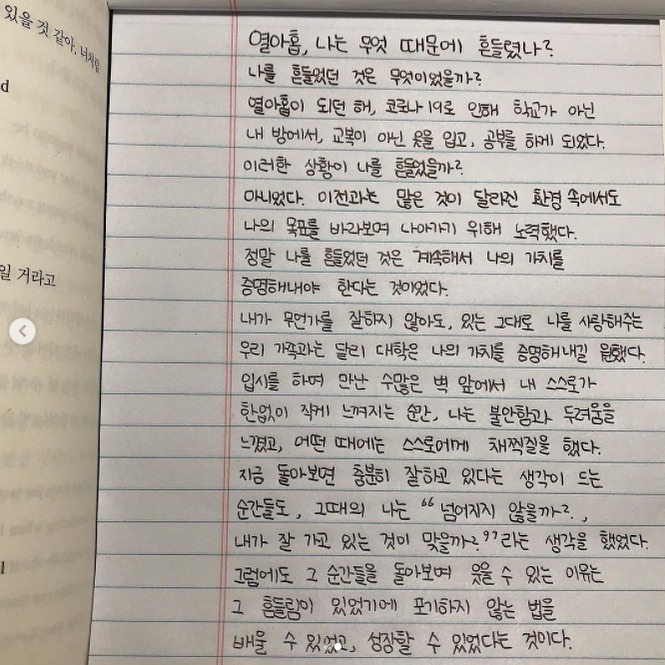 있을 것 같아, 너처럼
d
일 거라고
l
열아홉, 나는 무엇 때문에 흔들렸나?
나를 흔들었던 것은 무엇이었을까?
열아홉이 되던 해, 코로나19로 인해 학교가 아닌
내 방에서, 교복이 아닌 옷을 입고, 공부를 하게 되었다.
이러한 상황이 나를 흔들었을까?
아니었다. 이전과는 많은 것이 달라진 환경 속에서도
나의 목표를 바라보며 나아가기 위해 노력했다.
정말 나를 흔들었던 것은 계속해서 나의 가치를
증명해내야 한다는 것이었다.
내가 무언가를 잘하지 않아도, 있는 그대로 나를 사랑해주는
우리 가족과는 달리 대학은 나의 가치를 증명해내길 원했다.
입시를 하며 만난 수많은 벽 앞에서 내 스스로가
한없이 작게 느껴지는 순간, 나는 불안함과 두려움을
느꼈고, 어떤 때에는 스스로에게 채찍질을 했다.
지금 돌아보면 충분히 잘하고 있다는 생각이 드는
순간들도, 그때의 나는 “넘어지지 않을까?,
내가 잘 가고 있는 것이 맞을까?”라는 생각을 했었다.
그럼에도 그 순간들을 돌아보며 웃을 수 있는 이유는
그 흔들림이 있었기에 포기하지 않는 법을
배울 수 있었고, 성장할 수 있었다는 것이다.